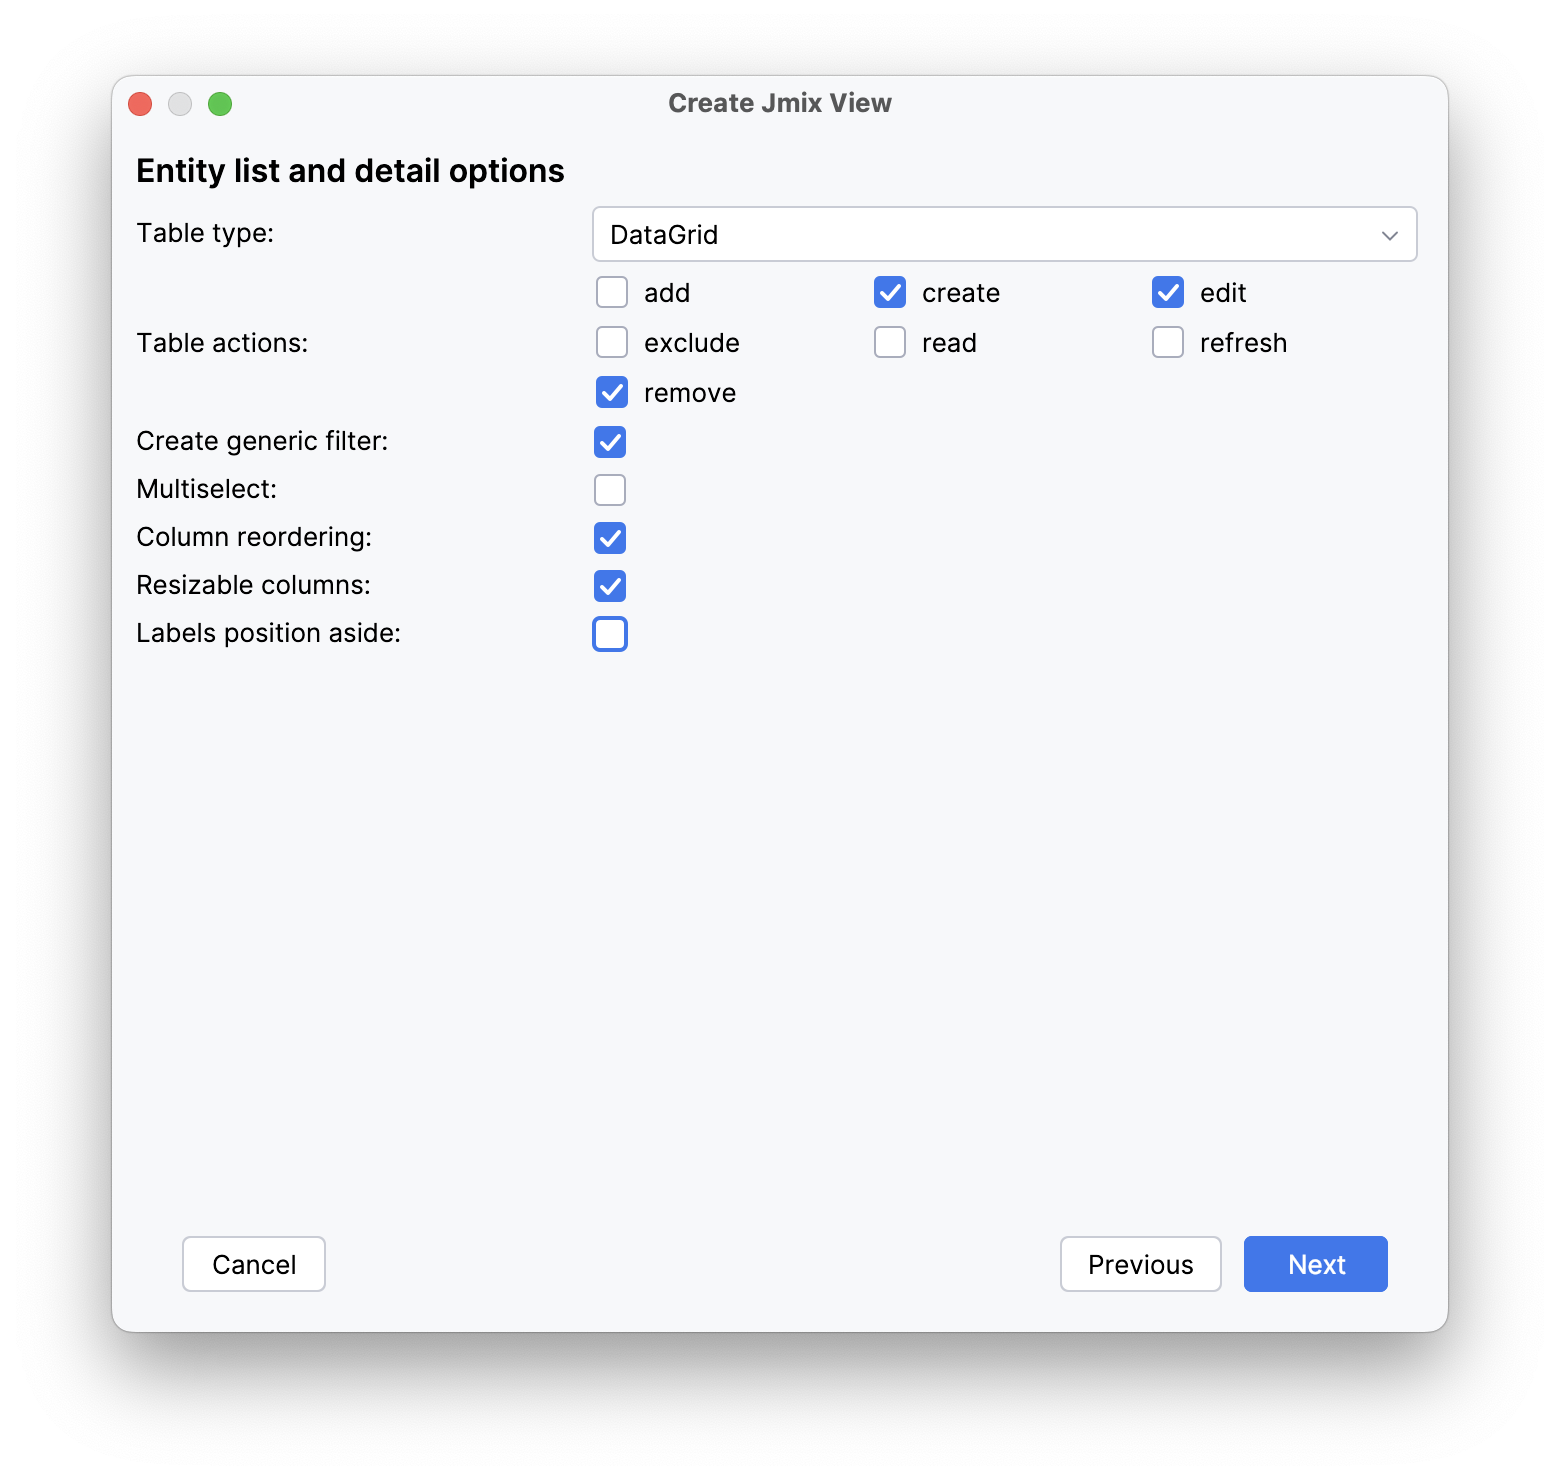 Create Jmix View
Entity list and detail options
Table type:
DataGrid
add
create
edit
Table actions:
exclude
read
refresh
remove
Create generic filter:
Multiselect:
Column reordering:
Resizable columns:
Labels position aside:
Cancel
Previous
Next